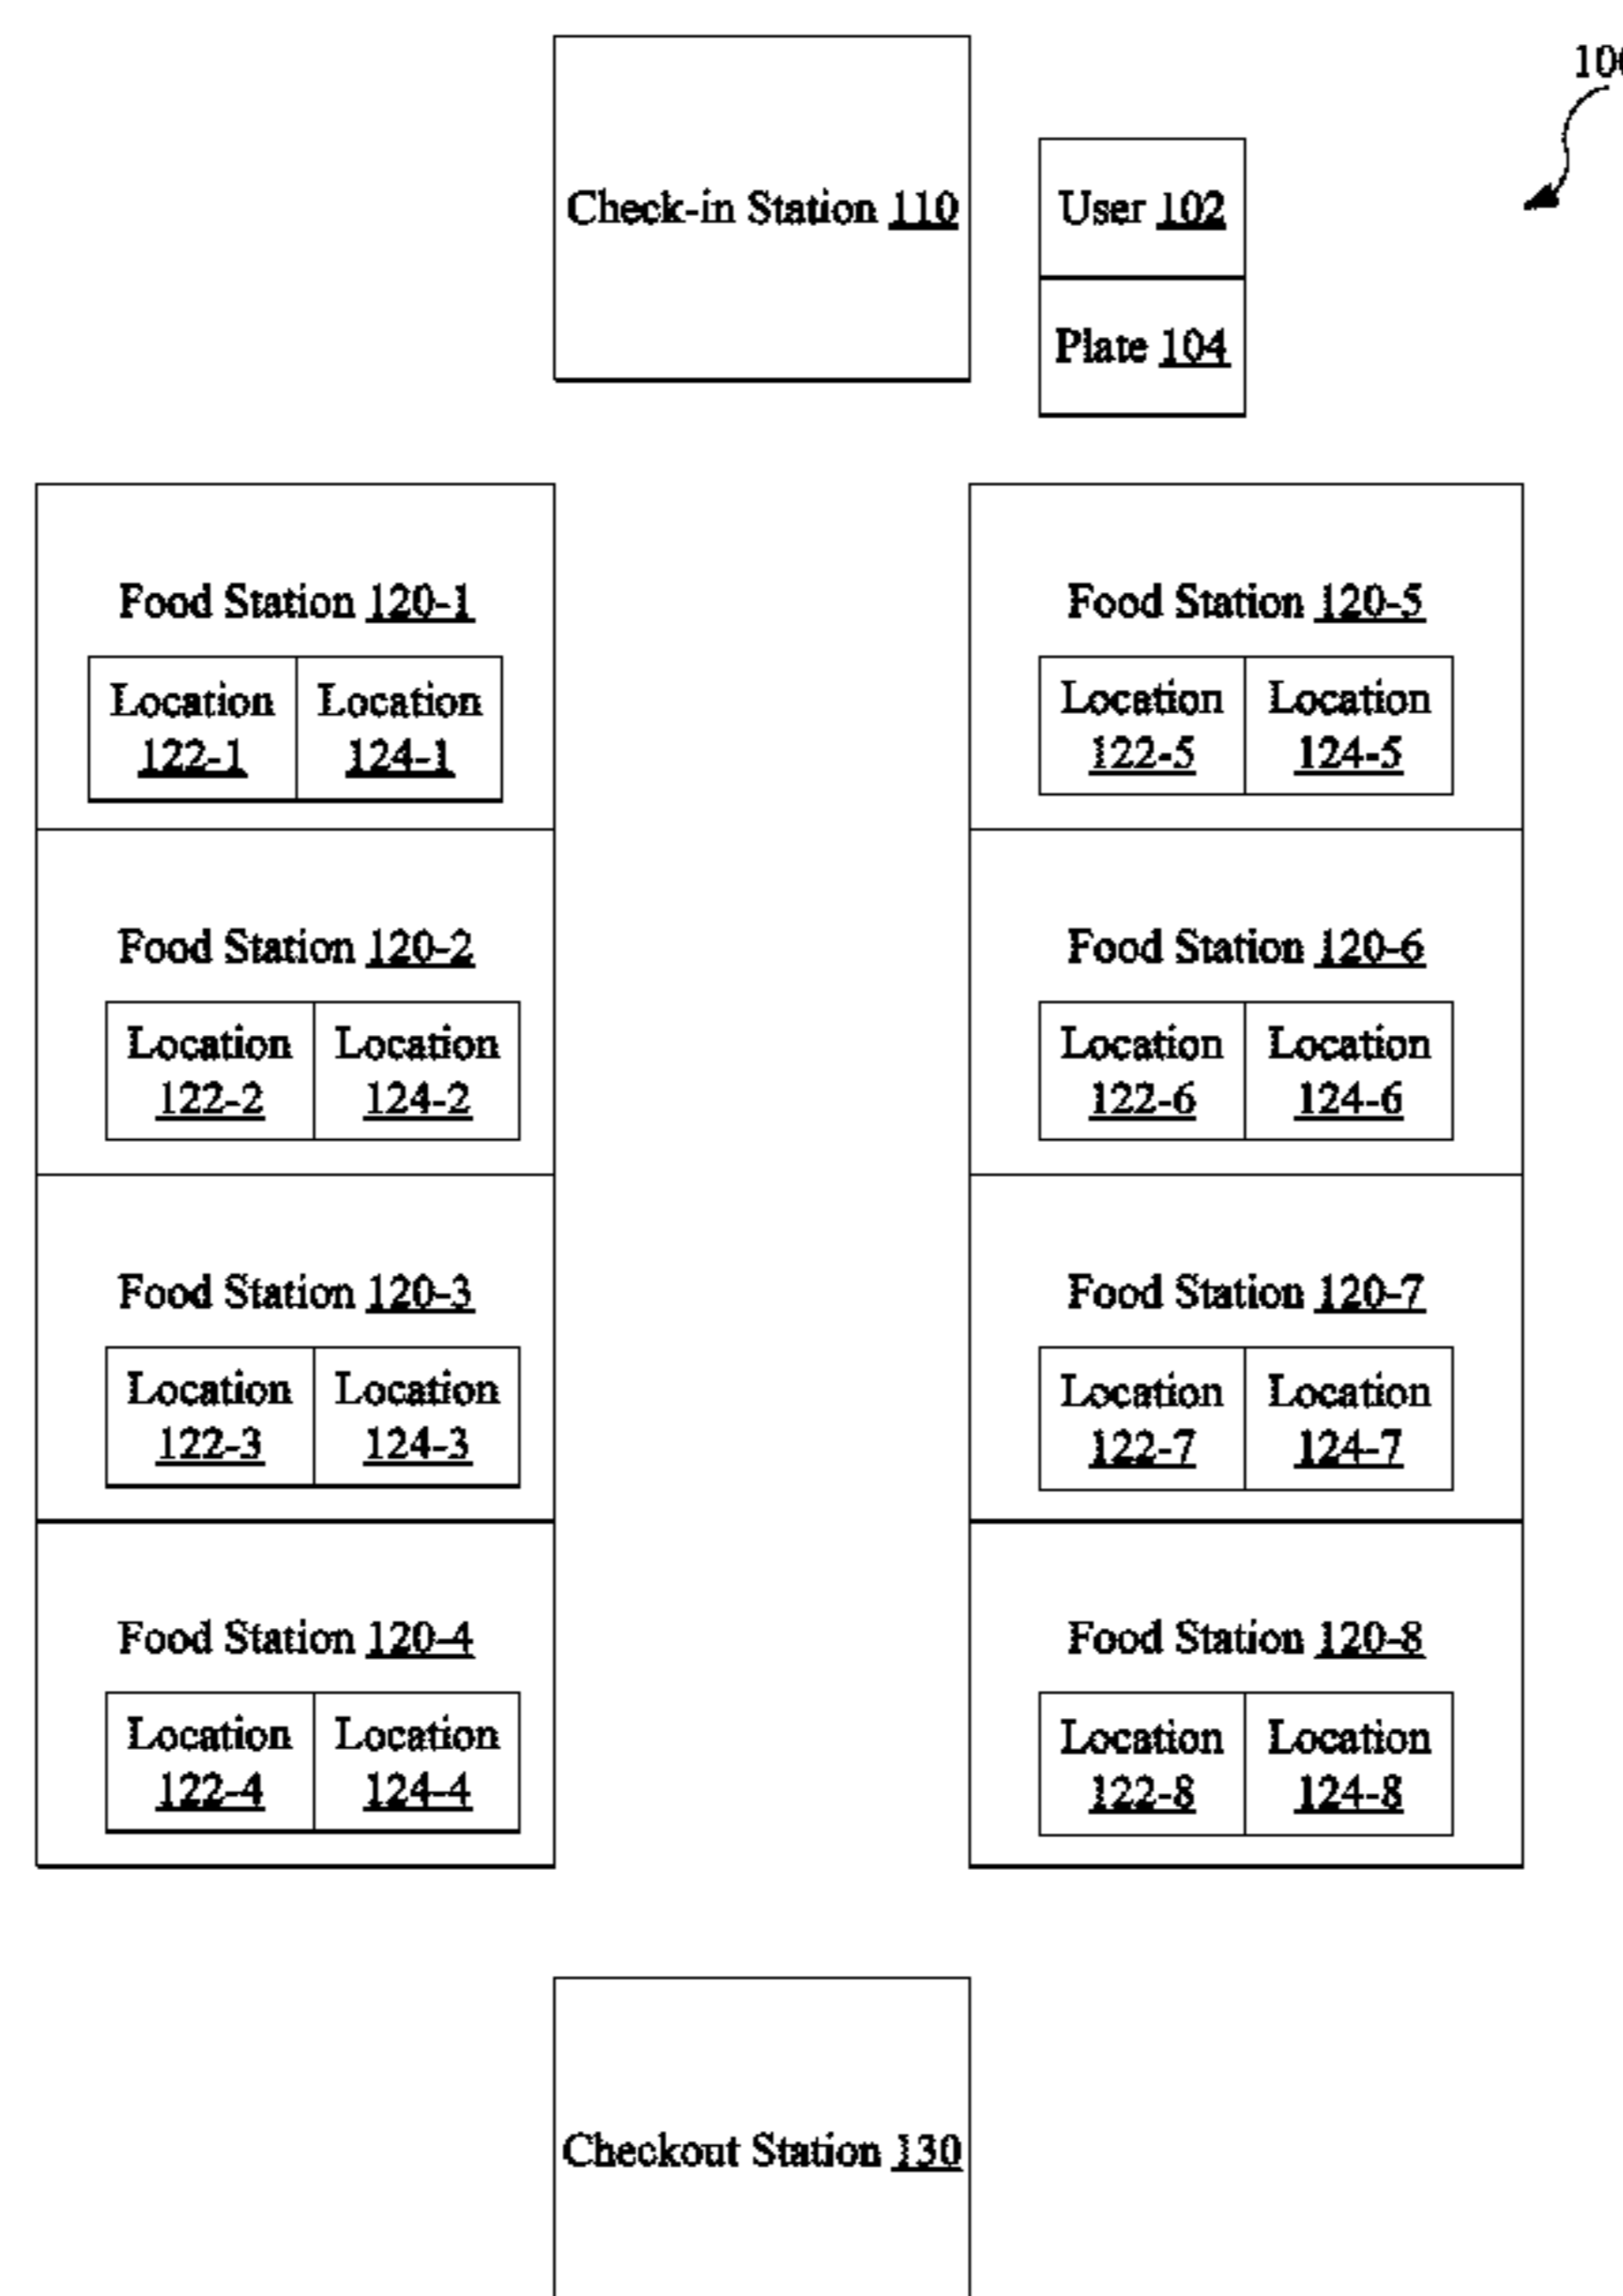 10
Check-in Station 110
User 102
Plate 104
Food Station 120-1
Location
122-1
Location
124-1
Food Station 120-2
Location
122-2
Location
124-2
Food Station 120-3
Location
122-3
Location
124-3
Food Station 120-4
Location
122-4
Location
124-4
Food Station 120-5
Location
122-5
Location
124-5
Food Station 120-6
Location
122-6
Location
124-6
Food Station 120-7
Location
122-7
Location
124-7
Food Station 120-8
Location
122-8
Location
124-8
Checkout Station 130